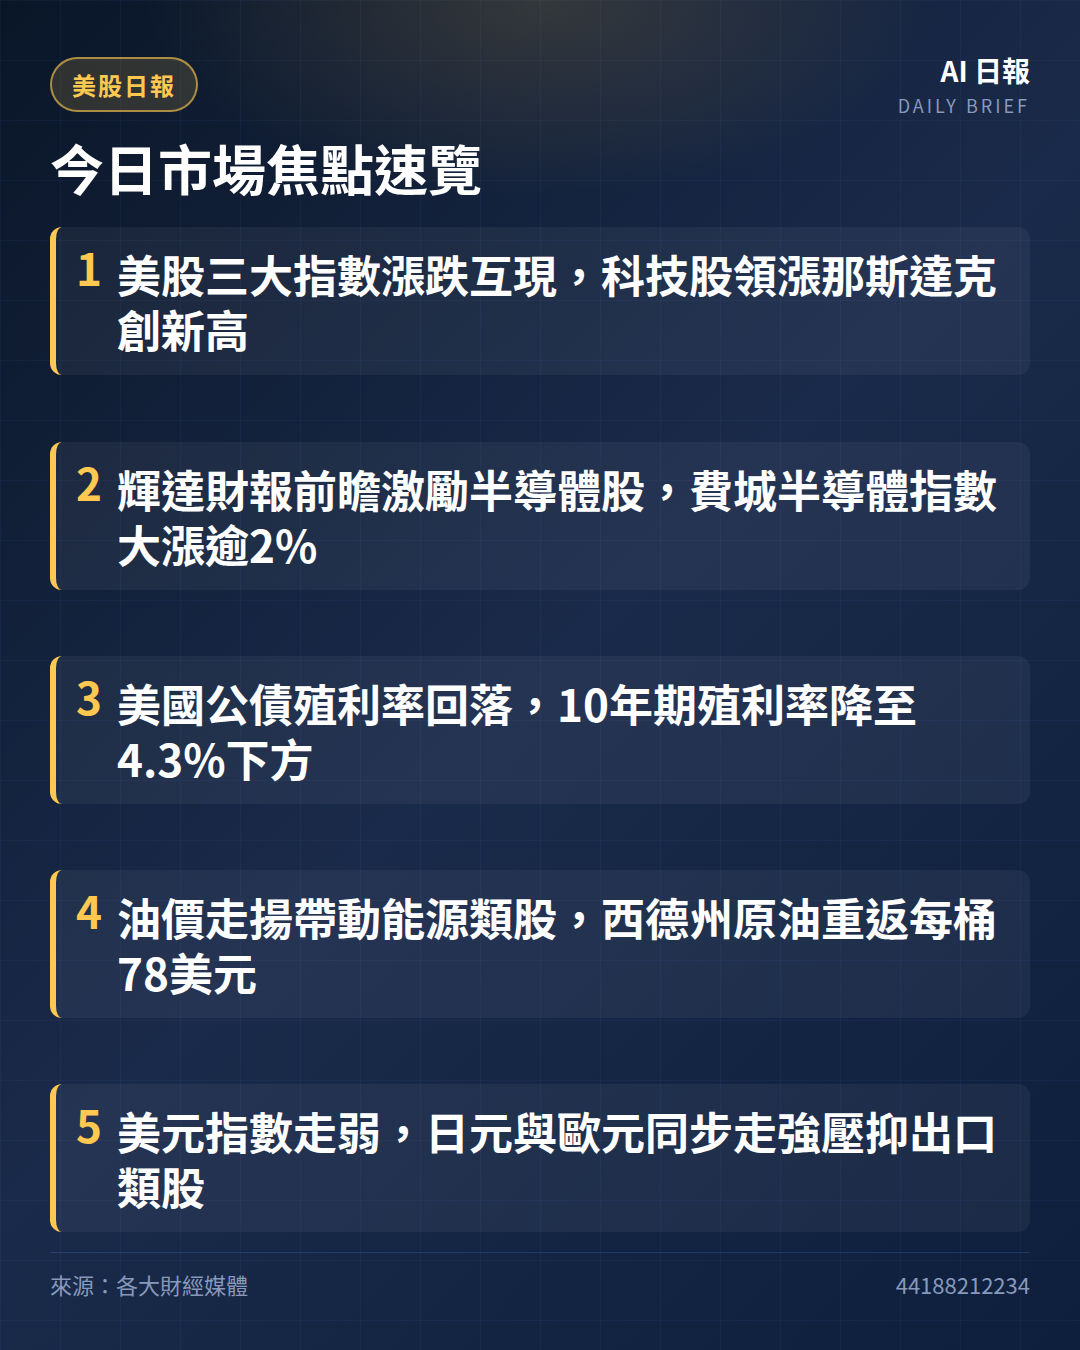 美股日報
AI 日報
DAILY BRIEF
今日市場焦點速覽
1 美股三大指數漲跌互現，科技股領漲那斯達克
創新高
2 輝達財報前瞻激勵半導體股，費城半導體指數
大漲逾2%
3 美國公債殖利率回落，10年期殖利率降至
4.3%下方
4 油價走揚帶動能源類股，西德州原油重返每桶
78美元
5 美元指數走弱，日元與歐元同步走強壓抑出口
類股
來源：各大財經媒體
44188212234